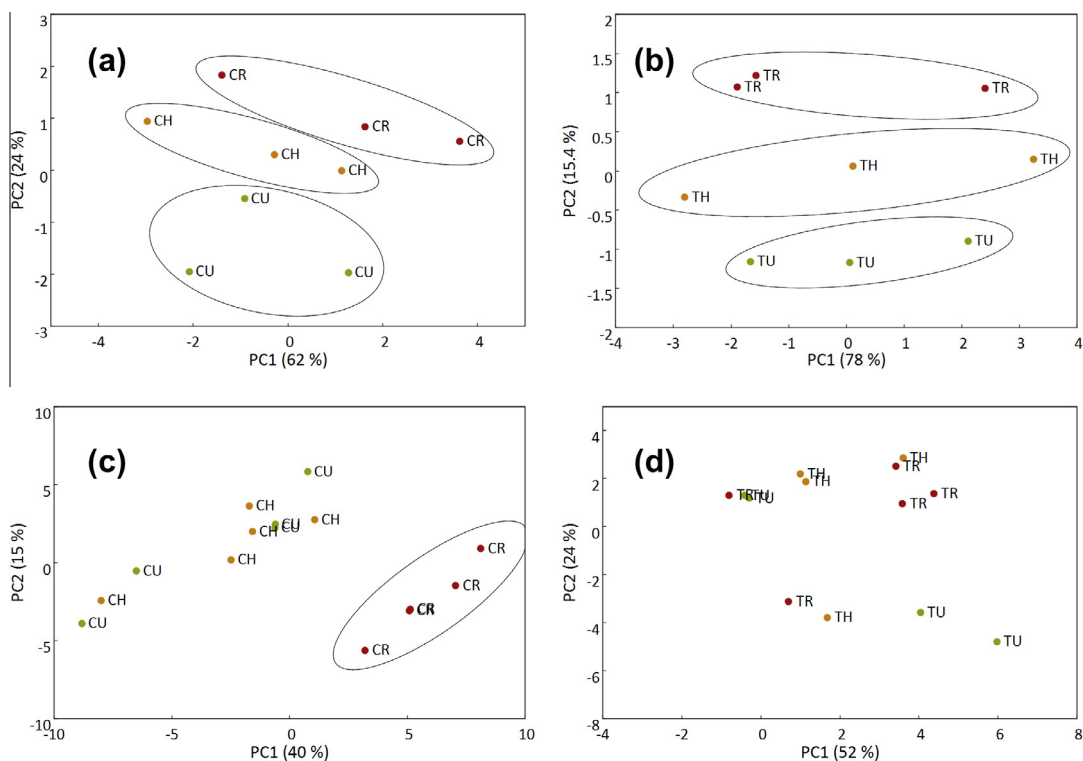 (a)
3
2
1
0
-1
-2
-3
PC2 (24 %)
-4
-2
0
2
4
PC1 (62 %)
CR
CR
CR
CH
CH
CH
CU
CU
CU
(b)
2
1.5
1
0.5
0
-0.5
-1
-1.5
-2
PC2 (15.4 %)
-4
-3
-2
-1
0
1
2
3
4
PC1 (78 %)
TR
TR
TR
TH
TH
TH
TU
TU
TU
(c)
10
5
0
-5
-10
PC2 (15 %)
-10
-5
0
5
10
PC1 (40 %)
CU
CH
CU
CU
CH
CH
CH
CU
CH
CU
CR
CR
CR
CR
CR
(d)
4
2
0
-2
-4
-6
-8
PC2 (24 %)
-4
-2
0
2
4
6
8
PC1 (52 %)
TH
TR
TH
TH
TR
TU
TU
TR
TR
TR
TH
TU
TU